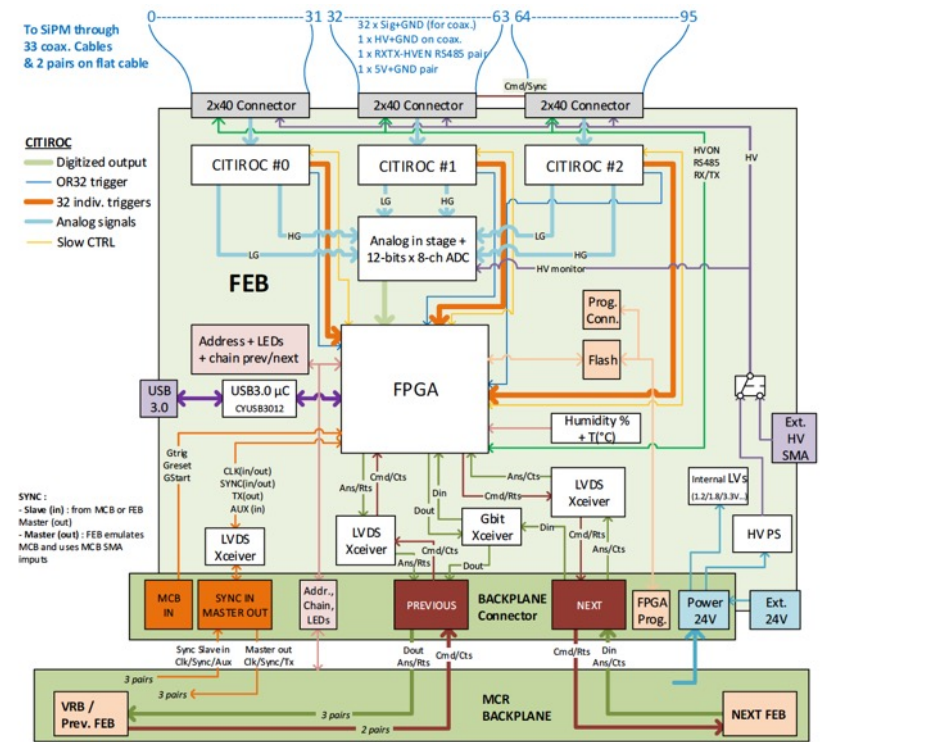 0
31
32
63
64
95
To SiPM through
33 coax. Cables
& 2 pairs on flat cable
32 x Sig+GND (for coax.)
1 x HV+GND on coax.
1 x RXTX-HVEN RS485 pair
1 x 5V+GND pair
Cmd/Sync
2x40 Connector
2x40 Connector
2x40 Connector
CITIROC
Digitized output
OR32 trigger
32 indiv. triggers
Analog signals
Slow CTRL
CITIROC #0
CITIROC #1
CITIROC #2
HVON
RS485
RX/TX
HV
LG
HG
HG
LG
LG
HG
Analog in stage +
12-bits x 8-ch ADC
HV monitor
FEB
Prog.
Conn.
Flash
Address + LEDs
+ chain prev/next
FPGA
USB
3.0
USB3.0 µC
CYUSB3012
Humidity %
+ T(°C)
Ext.
HV
SMA
Gtrig
Greset
GStart
CLK(in/out)
SYNC(in/out)
TX(out)
AUX (in)
Ans/Rts
Cmd/Cts
Din
Dout
Ans/Cts
Cmd/Rts
LVDS
Xceiver
Internal LVs
(1.2/1.8/3.3V...)
SYNC :
- Slave (in) : from MCB or FEB
Master (out)
- Master (out) : FEB emulates
MCB and uses MCB SMA
imputs
LVDS
Xceiver
LVDS
Xceiver
Gbit
Xceiver
Din
Cmd/Rts
Ans/Cts
HV PS
Cmd/Cts
Ans/Rts
Dout
MCB
IN
SYNC IN
MASTER OUT
Addr.,
Chain,
LEDs
PREVIOUS
BACKPLANE
Connector
NEXT
FPGA
Prog.
Power
24V
Ext.
24V
Sync Slave in
Clk/Sync/Aux
Master out
Clk/Sync/Tx
Dout
Ans/Rts
Cmd/Cts
Cmd/Rts
Din
Ans/Cts
3 pairs
3 pairs
VRB /
Prev. FEB
3 pairs
2 pairs
MCR
BACKPLANE
NEXT FEB